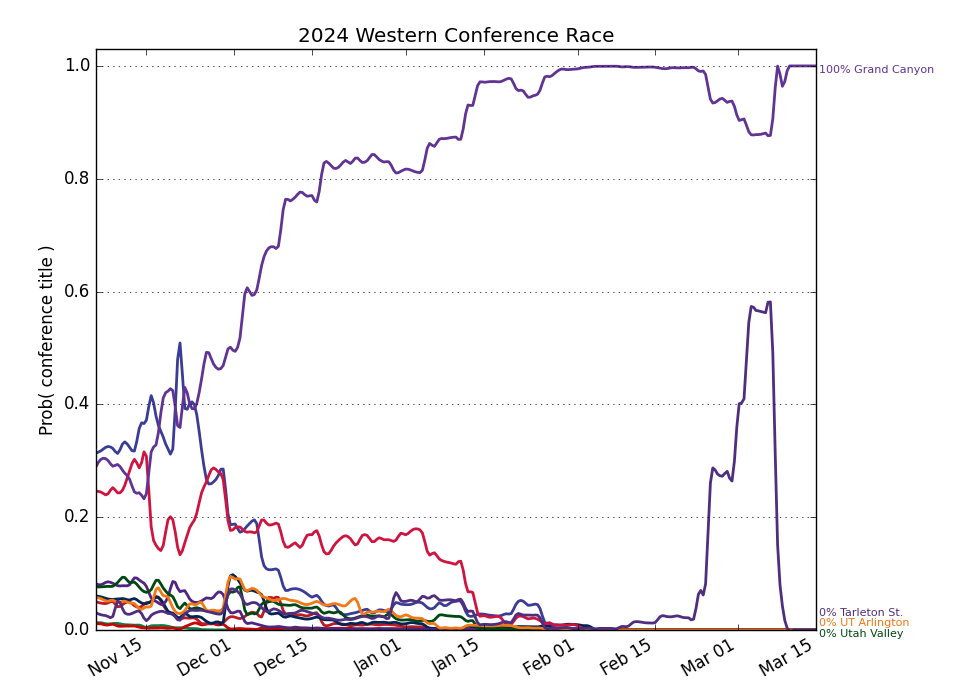 2024 Western Conference Race
Prob( conference title )
1.0
0.8
0.6
0.4
0.2
0.0
100% Grand Canyon
0% Tarleton St.
0% UT Arlington
0% Utah Valley
Nov 15
Dec 01
Dec 15
Jan 01
Jan 15
Feb 01
Feb 15
Mar 01
Mar 15